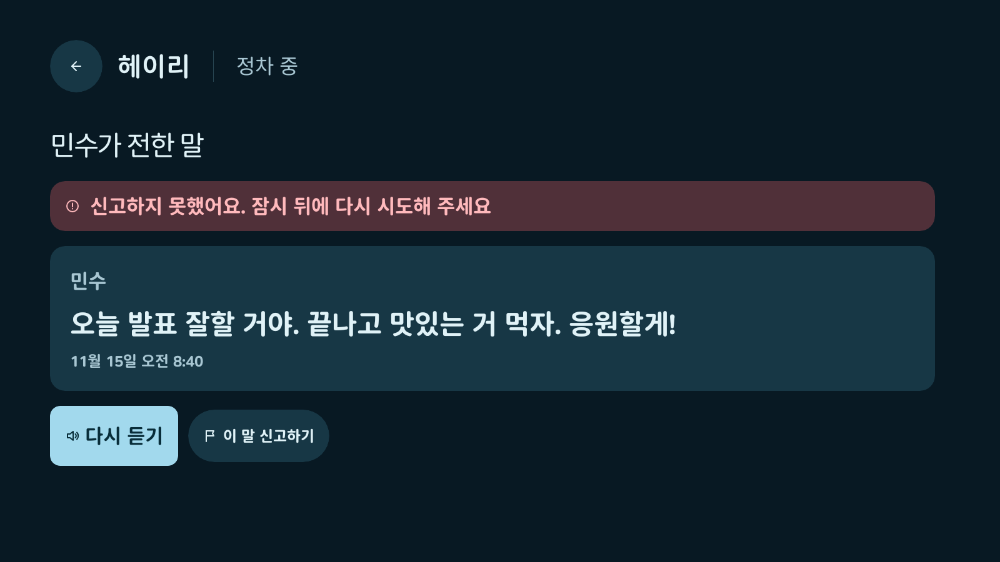 헤이리
정차 중
민수가 전한 말
신고하지 못했어요. 잠시 뒤에 다시 시도해 주세요
민수
오늘 발표 잘할 거야. 끝나고 맛있는 거 먹자. 응원할게!
11월 15일 오전 8:40
다시 듣기
이 말 신고하기